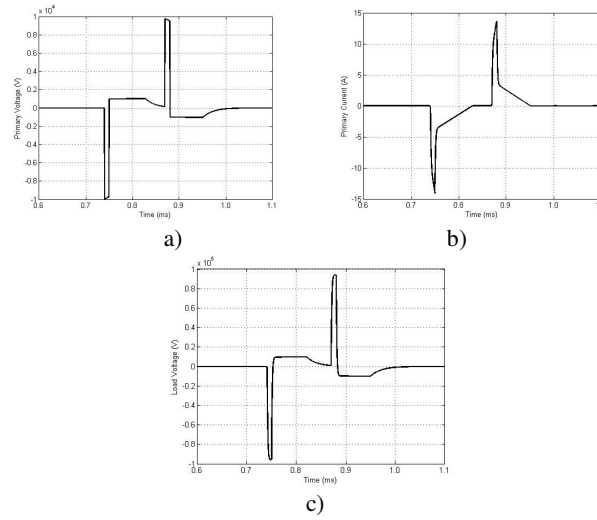 x 10⁴
1
0.8
0.6
0.4
0.2
0
0.2
0.4
0.6
0.8
-1
0.6 0.7 0.8 0.9 1.0 1.1
Time (ms)
Primary Voltage (V)
a)
15
10
5
0
-5
-10
-15
0.6 0.7 0.8 0.9 1.0 1.1
Time (ms)
Primary Current (A)
b)
x 10
1
0.8
0.6
0.4
0.2
0
-0.2
-0.4
-0.6
-0.8
-1
0.6 0.7 0.8 0.9 1.0 1.1
Time (ms)
Load Voltage (V)
c)